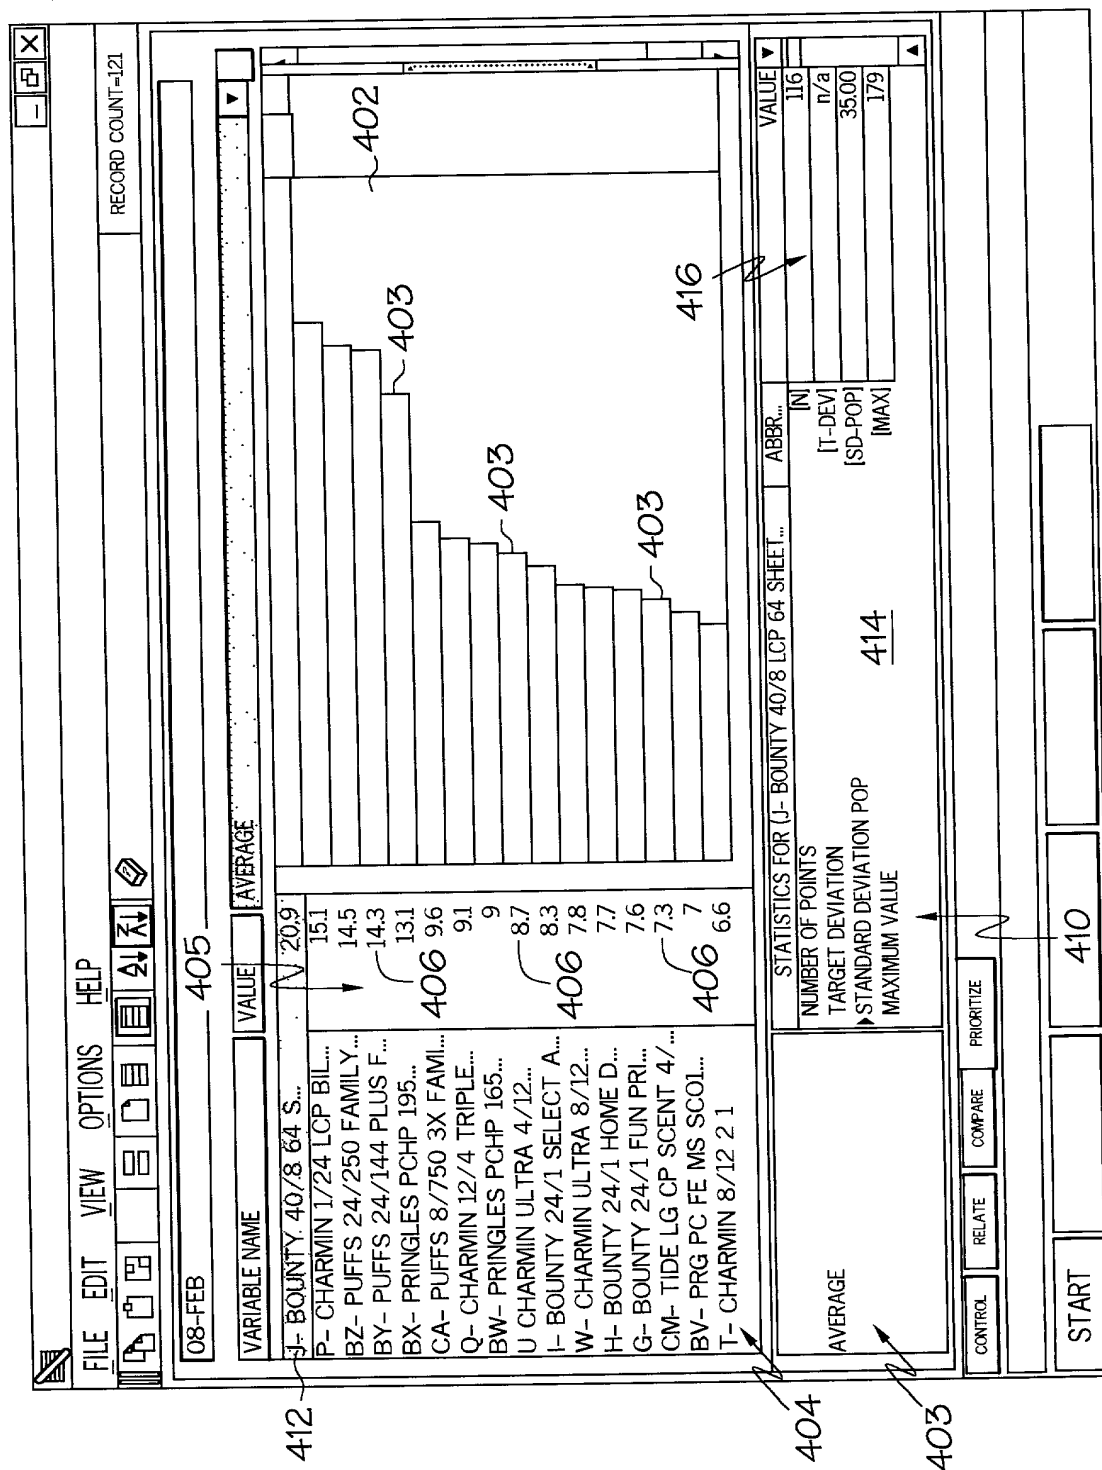 FILE EDIT VIEW OPTIONS HELP
RECORD COUNT=121
08-FEB
405
VARIABLE NAME VALUE AVERAGE
412
J- BOUNTY 40/8 64 S... 20.9
P- CHARMIN 1/24 LCP BIL... 15.1
BZ- PUFFS 24/250 FAMILY... 14.5
BY- PUFFS 24/144 PLUS F... 14.3
BX- PRINGLES PCHP 195... 13.1
CA- PUFFS 8/750 3X FAMI... 9.6
Q- CHARMIN 12/4 TRIPLE... 9.1
BW- PRINGLES PCHP 165... 9
U CHARMIN ULTRA 4/12... 8.7
I- BOUNTY 24/1 SELECT A... 8.3
W- CHARMIN ULTRA 8/12... 7.8
H- BOUNTY 24/1 HOME D... 7.7
G- BOUNTY 24/1 FUN PRI... 7.6
CM- TIDE LG CP SCENT 4/... 7.3
BV- PRG PC FE MS SCO1... 7
T- CHARMIN 8/12 2 1 6.6
406
406
406
402
403
403
403
404
AVERAGE
403
STATISTICS FOR (J- BOUNTY 40/8 LCP 64 SHEET... ABBR... VALUE
NUMBER OF POINTS [N] 116
TARGET DEVIATION [T-DEV] n/a
STANDARD DEVIATION POP [SD-POP] 35.00
MAXIMUM VALUE [MAX] 179
414
416
410
CONTROL RELATE COMPARE PRIORITIZE
START